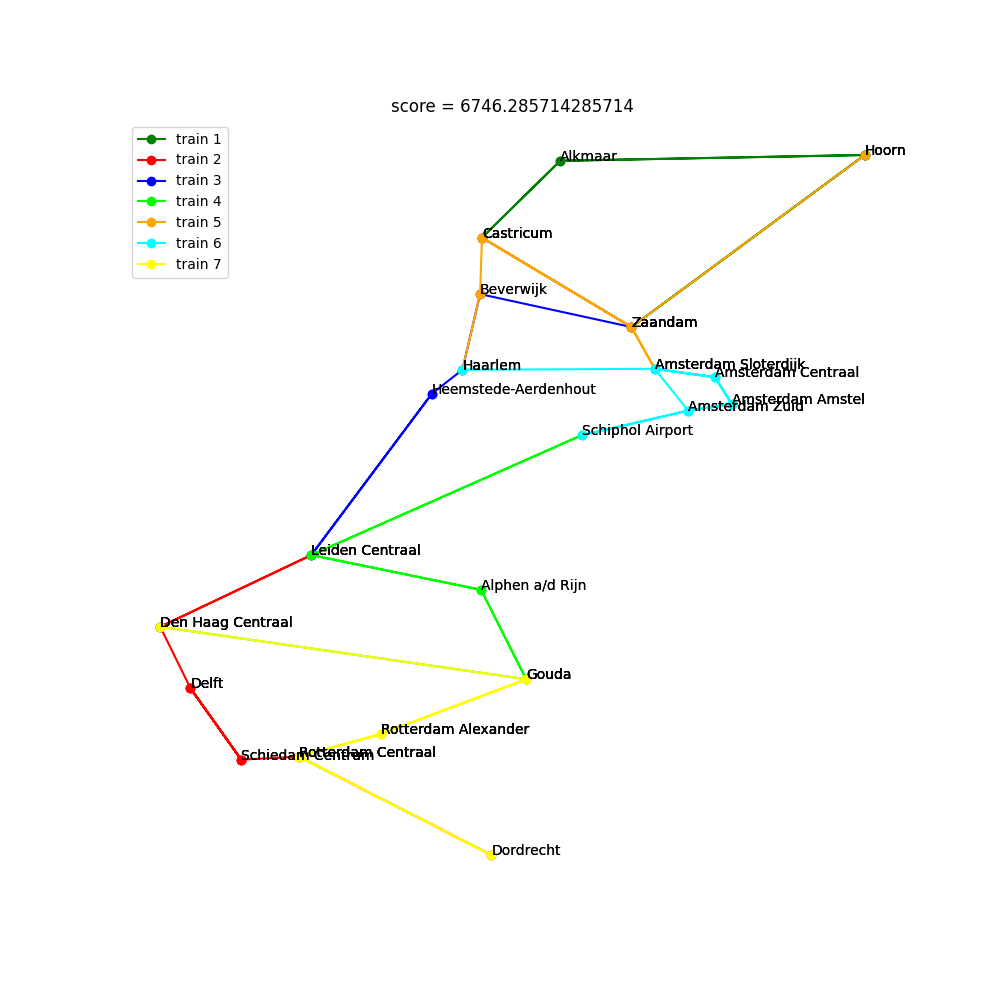 score = 6746.285714285714
train 1
train 2
train 3
train 4
train 5
train 6
train 7
Alkmaar
Hoorn
Castricum
Beverwijk
Zaandam
Haarlem
Amsterdam Sloterdijk
Amsterdam Centraal
Heemstede-Aerdenhout
Amsterdam Amstel
Amsterdam Zuid
Schiphol Airport
Leiden Centraal
Alphen a/d Rijn
Den Haag Centraal
Gouda
Delft
Rotterdam Alexander
Rotterdam Centraal
Schiedam Centrum
Dordrecht